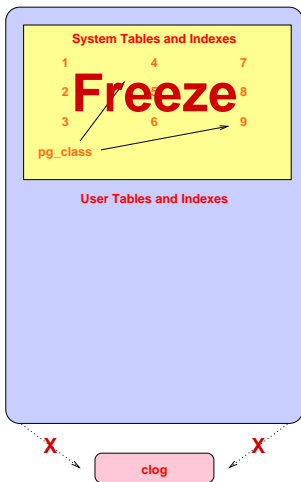 System Tables and Indexes
1 4 7
2 5 8
Freeze
3 6 9
pg_class
User Tables and Indexes
X X
clog